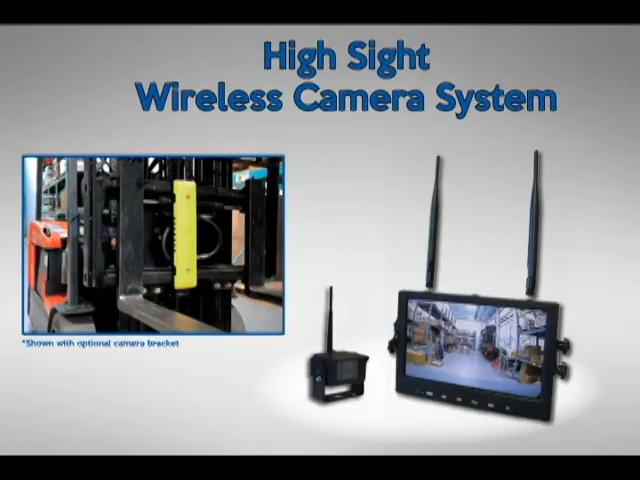 High Sight
Wireless Camera System
*Shown with optional camera bracket